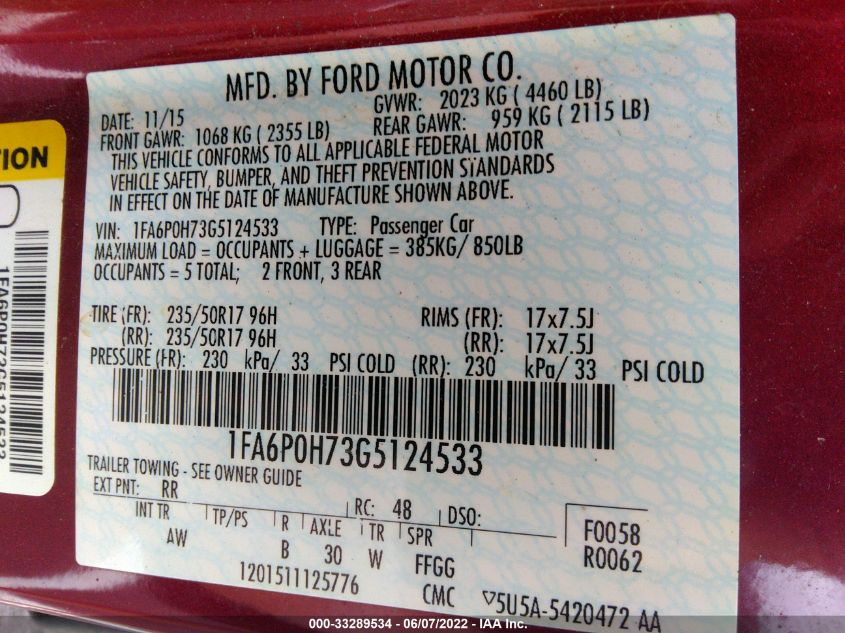 MFD. BY FORD MOTOR CO.
DATE: 11/15 GVWR: 2023 KG ( 4460 LB)
FRONT GAWR: 1068 KG ( 2355 LB) REAR GAWR: 959 KG ( 2115 LB)
THIS VEHICLE CONFORMS TO ALL APPLICABLE FEDERAL MOTOR
VEHICLE SAFETY, BUMPER, AND THEFT PREVENTION STANDARDS
IN EFFECT ON THE DATE OF MANUFACTURE SHOWN ABOVE.
VIN: 1FA6P0H73G5124533 TYPE: Passenger Car
MAXIMUM LOAD = OCCUPANTS + LUGGAGE = 385KG/ 850LB
OCCUPANTS = 5 TOTAL; 2 FRONT, 3 REAR
TIRE (FR): 235/50R17 96H RIMS (FR): 17x7.5J
(RR): 235/50R17 96H (RR): 17x7.5J
PRESSURE (FR): 230 kPa/ 33 PSI COLD (RR): 230 kPa/ 33 PSI COLD
1FA6P0H73G5124533
TRAILER TOWING - SEE OWNER GUIDE
EXT PNT: RR RC: 48 DSO:
INT TR TP/PS R AXLE TR SPR F0058
AW B 30 W FFGG R0062
1201511125776 CMC ▽5U5A-5420472 AA
TION
1FA6P0H73G5124533
000-33289534 - 06/07/2022 - IAA Inc.